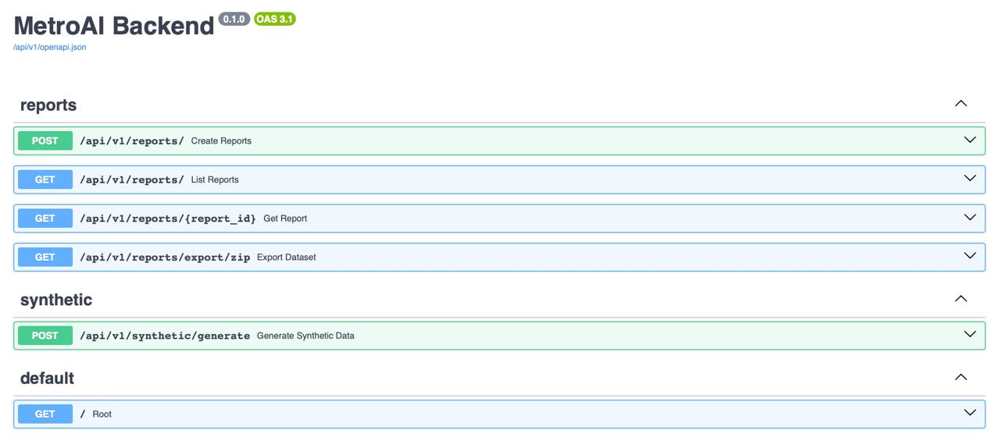 MetroAI Backend 0.1.0 OAS 3.1
/api/v1/openapi.json
reports
POST /api/v1/reports/ Create Reports
GET /api/v1/reports/ List Reports
GET /api/v1/reports/{report_id} Get Report
GET /api/v1/reports/export/zip Export Dataset
synthetic
POST /api/v1/synthetic/generate Generate Synthetic Data
default
GET / Root